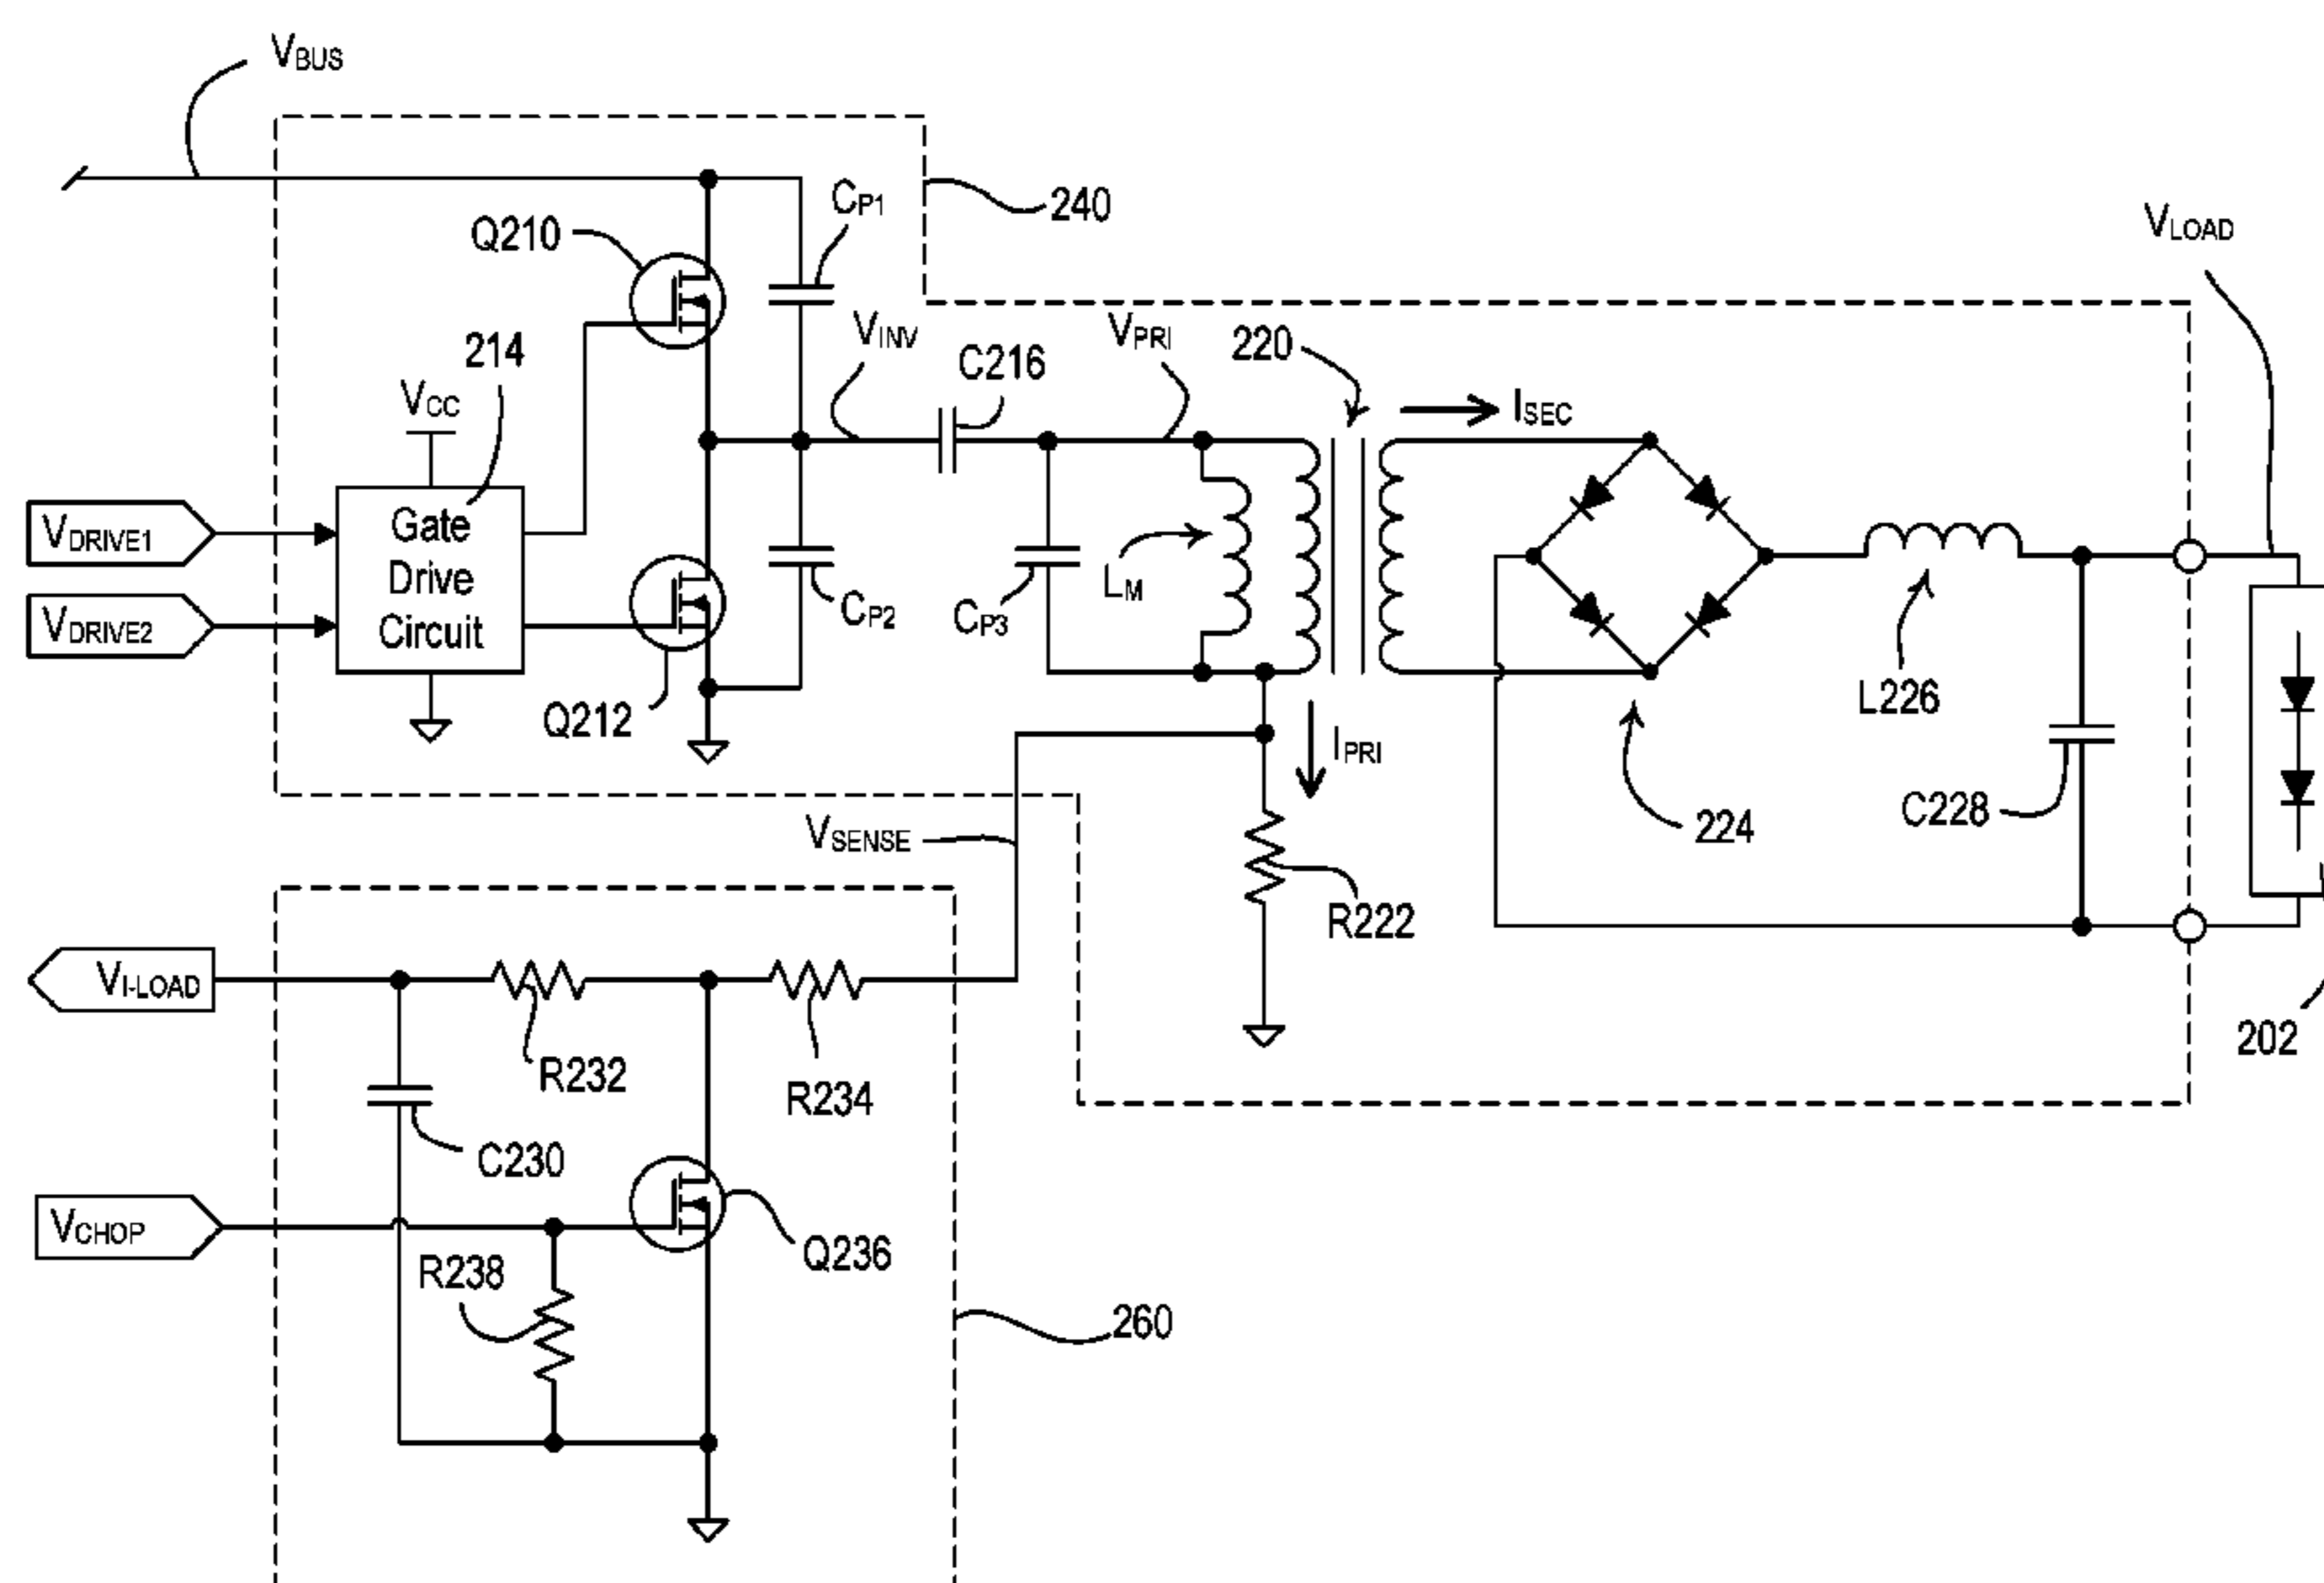 VBUS
CP1
240
Q210
VLOAD
VINV
VPRI
220
214
C216
ISEC
VCC
VDRIVE1
Gate
Drive
Circuit
LM
CP3
CP2
VDRIVE2
Q212
L226
IPRI
C228
224
VSENSE
R222
VI-LOAD
202
R232
R234
C230
VCHOP
Q236
R238
260